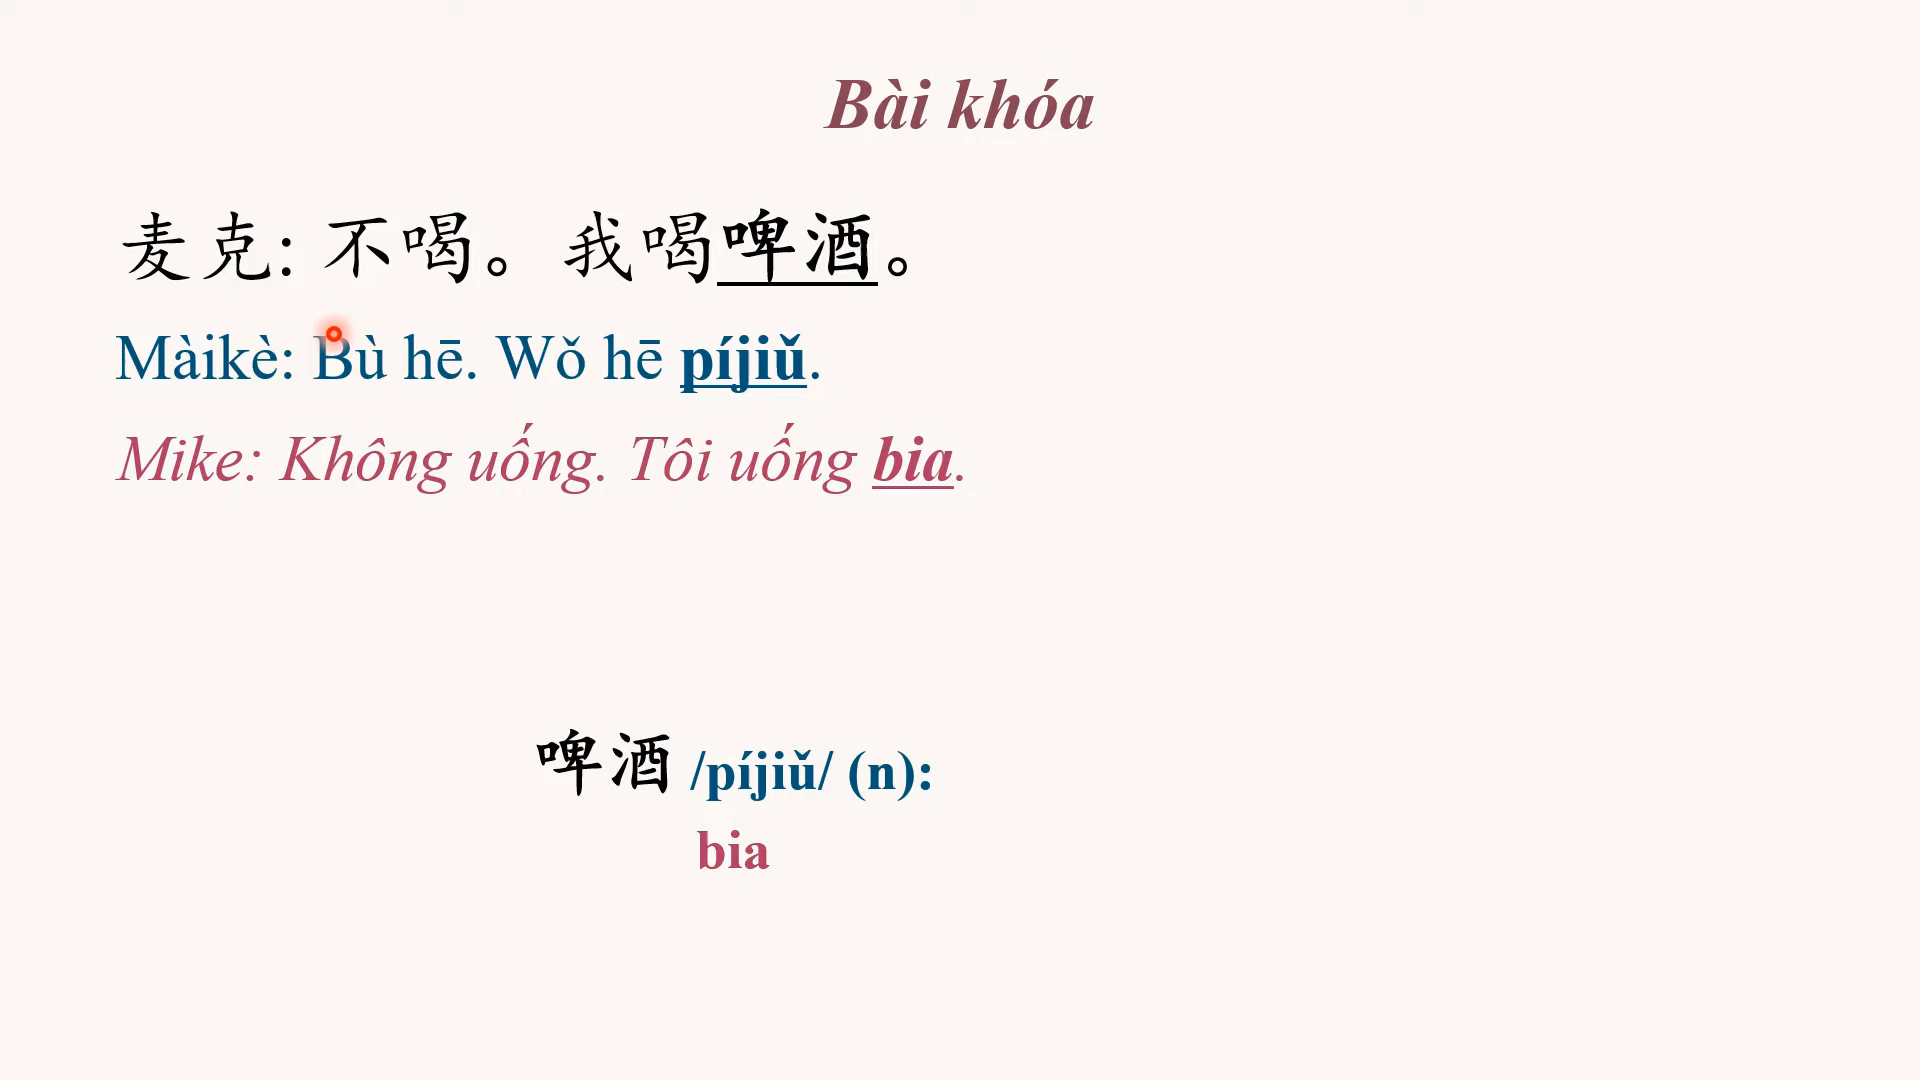 Bài khóa
麦克: 不喝。我喝啤酒。
Màikè: Bù hē. Wǒ hē píjiǔ.
Mike: Không uống. Tôi uống bia.
啤酒 /píjiǔ/ (n):
bia